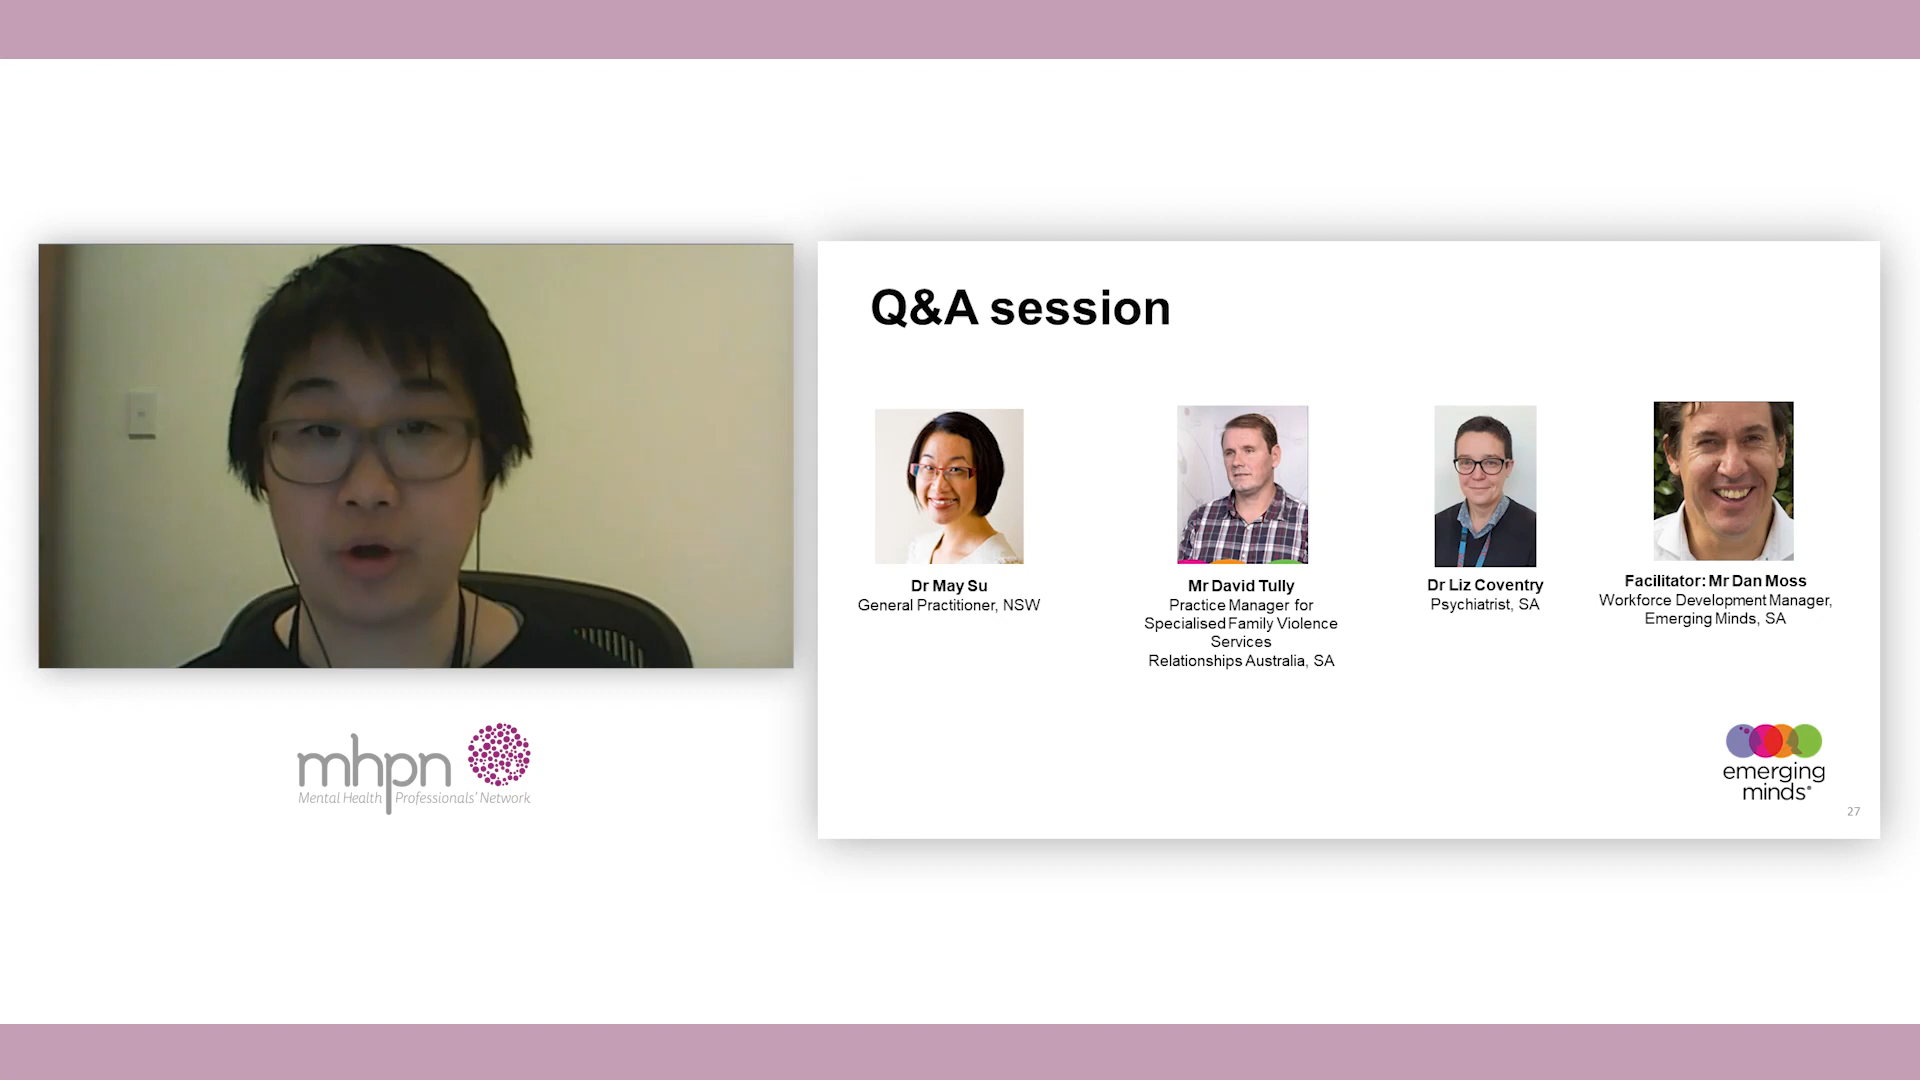 Q&A session
Dr May Su
General Practitioner, NSW
Mr David Tully
Practice Manager for
Specialised Family Violence
Services
Relationships Australia, SA
Dr Liz Coventry
Psychiatrist, SA
Facilitator: Mr Dan Moss
Workforce Development Manager,
Emerging Minds, SA
mhpn
Mental Health Professionals' Network
emerging
minds
27